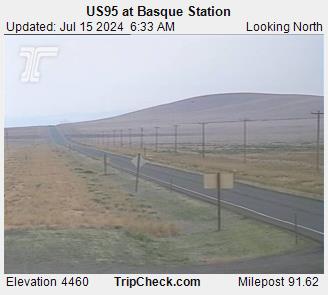 US95 at Basque Station
Updated: Jul 15 2024 6:33 AM Looking North
Elevation 4460 TripCheck.com Milepost 91.62